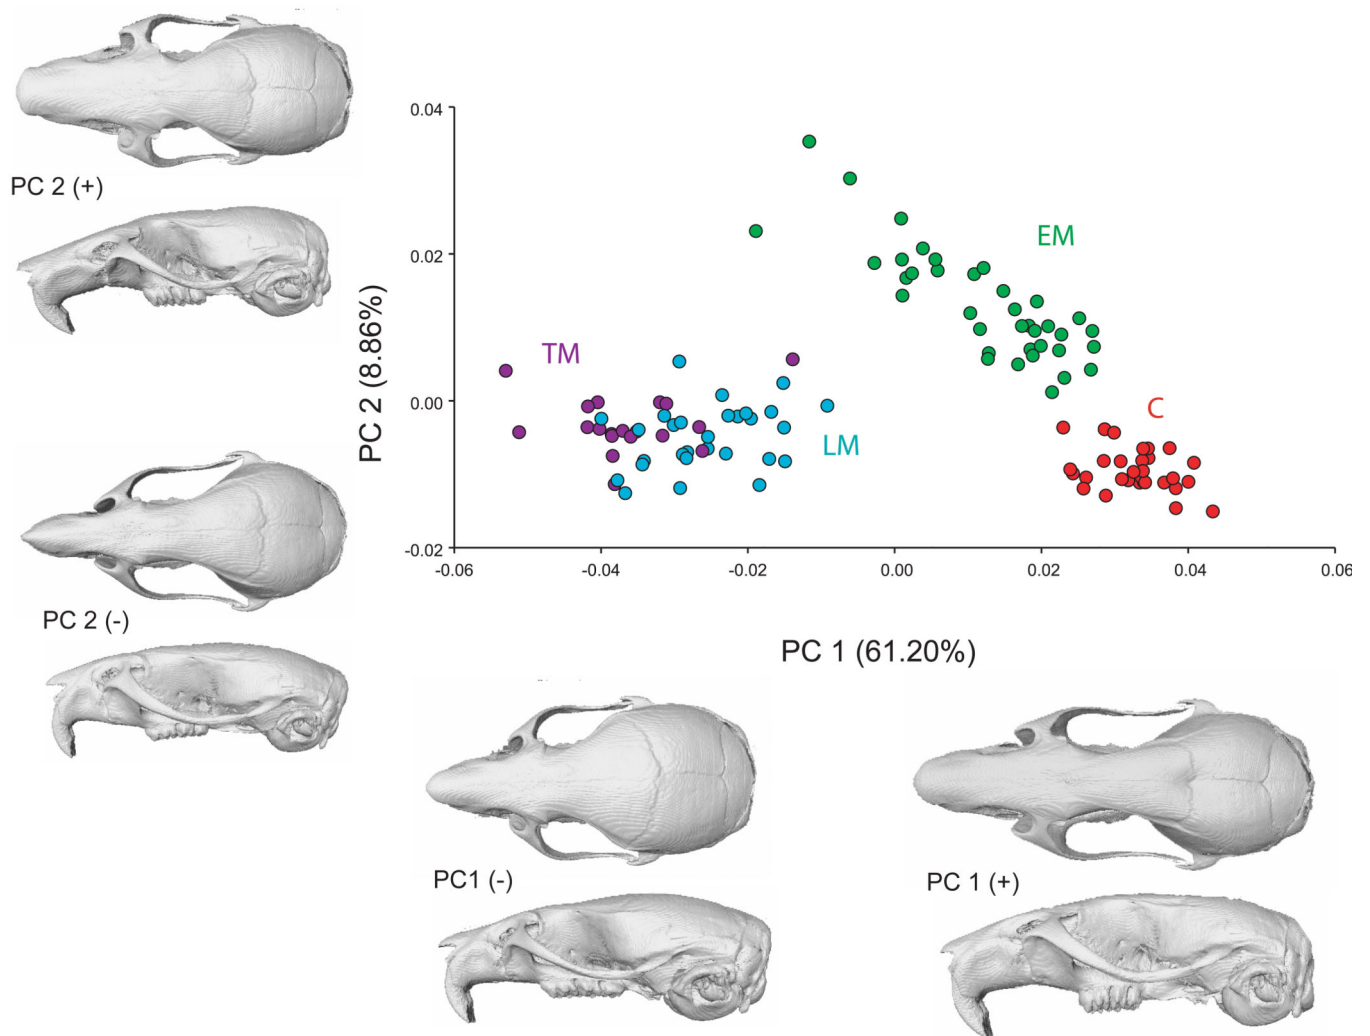 PC 2 (+)
0.04
0.02
0.00
-0.02
PC 2 (8.86%)
EM
TM
LM
C
-0.06
-0.04
-0.02
0.00
0.02
0.04
0.06
PC 1 (61.20%)
PC 2 (-)
PC1 (-)
PC 1 (+)